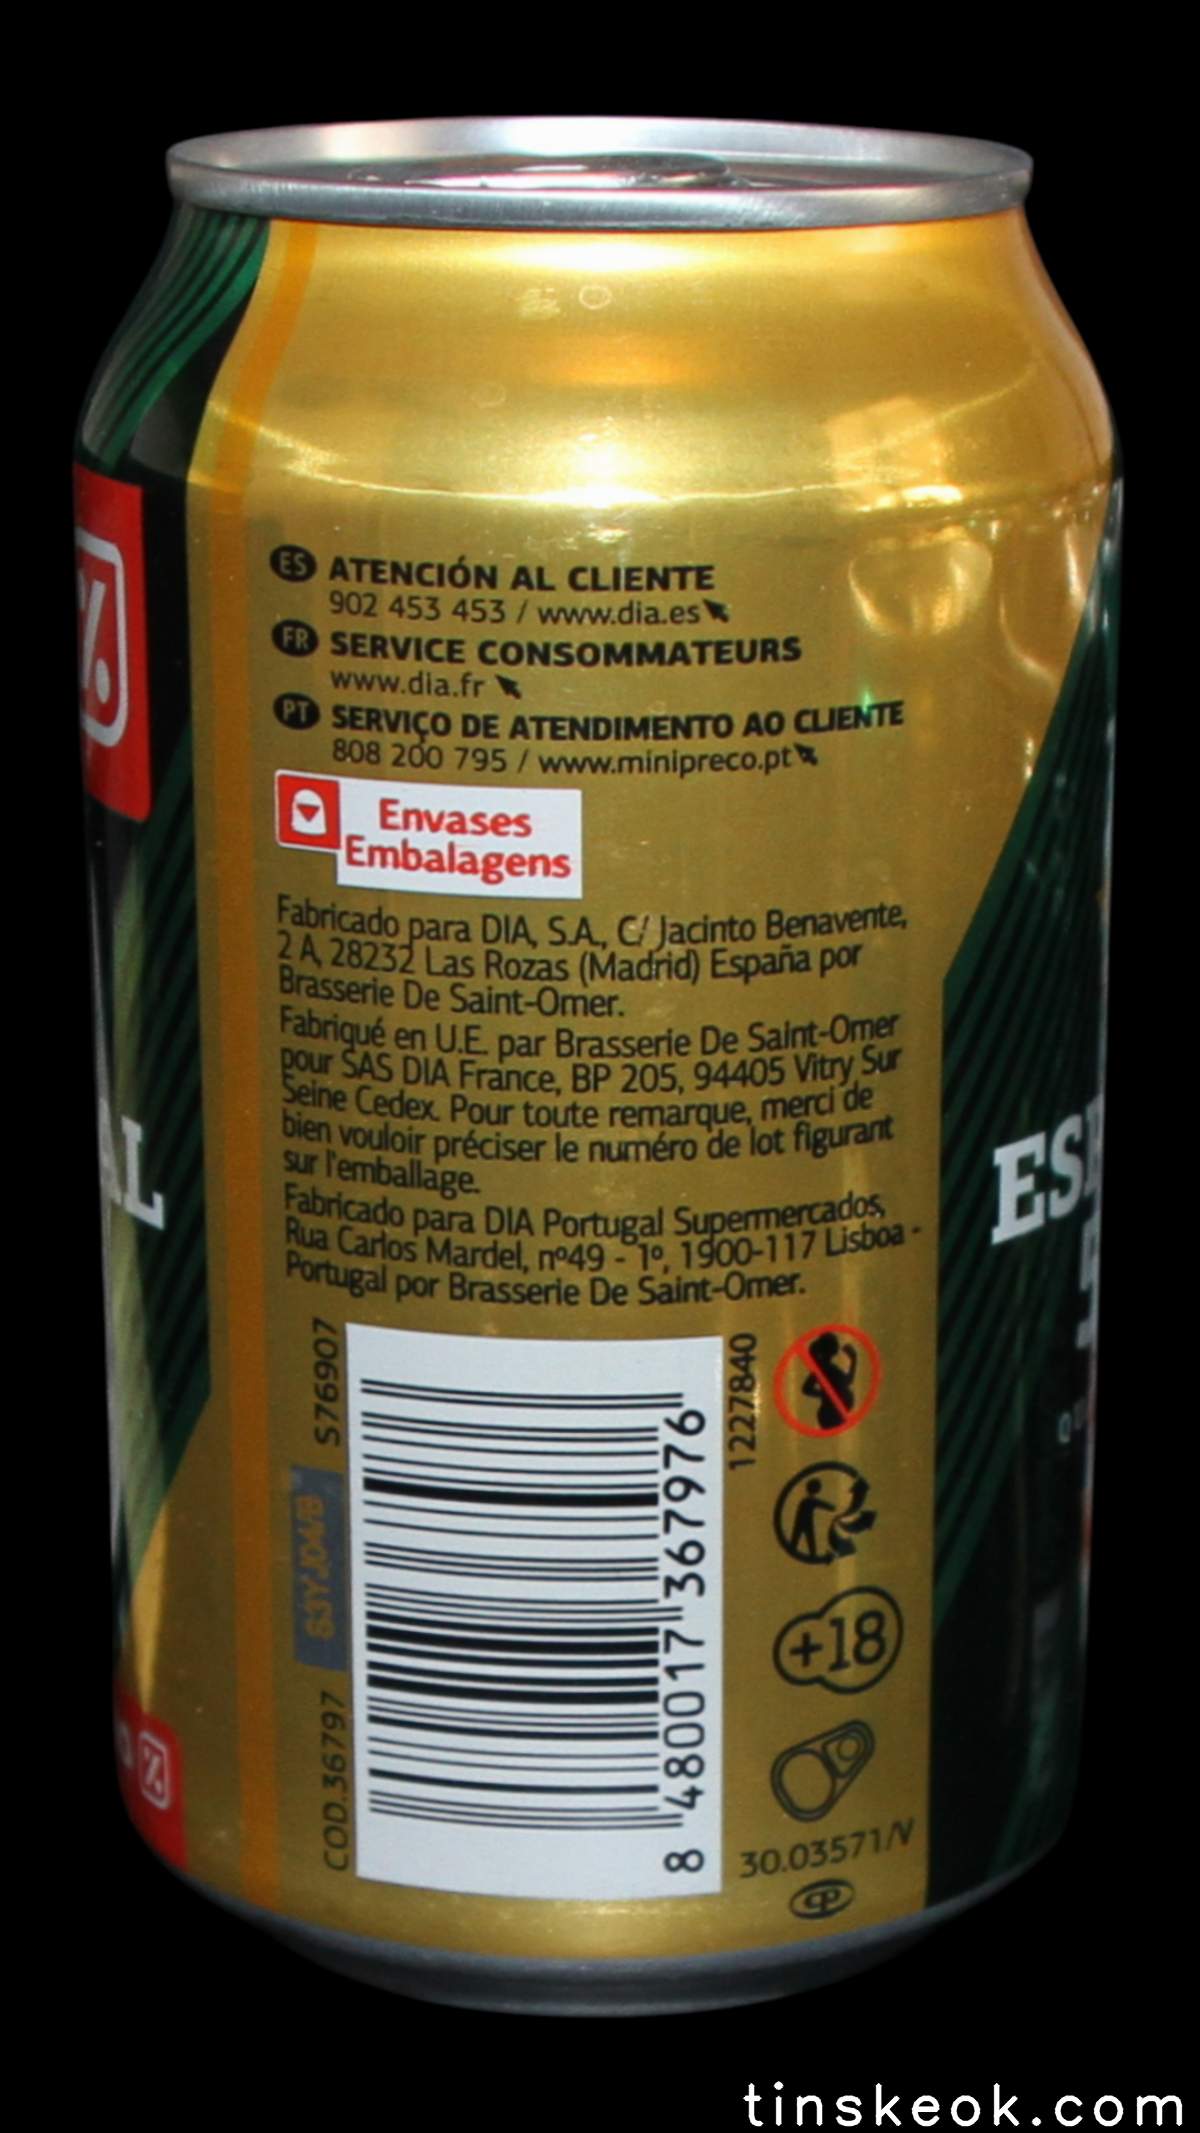 ES ATENCIÓN AL CLIENTE
902 453 453 / www.dia.es
FR SERVICE CONSOMMATEURS
www.dia.fr
PT SERVIÇO DE ATENDIMENTO AO CLIENTE
808 200 795 / www.minipreco.pt
Envases
Embalagens
Fabricado para DIA, S.A., C/ Jacinto Benavente,
2 A, 28232 Las Rozas (Madrid) España por
Brasserie De Saint-Omer.
Fabriqué en U.E. par Brasserie De Saint-Omer
pour SAS DIA France, BP 205, 94405 Vitry Sur
Seine Cedex. Pour toute remarque, merci de
bien vouloir préciser le numéro de lot figurant
sur l'emballage.
Fabricado para DIA Portugal Supermercados,
Rua Carlos Mardel, nº49 - 1º, 1900-117 Lisboa -
Portugal por Brasserie De Saint-Omer.
COD.36797
S76907
8 480017 367976
1227840
+18
30.03571/V
tinskeok.com